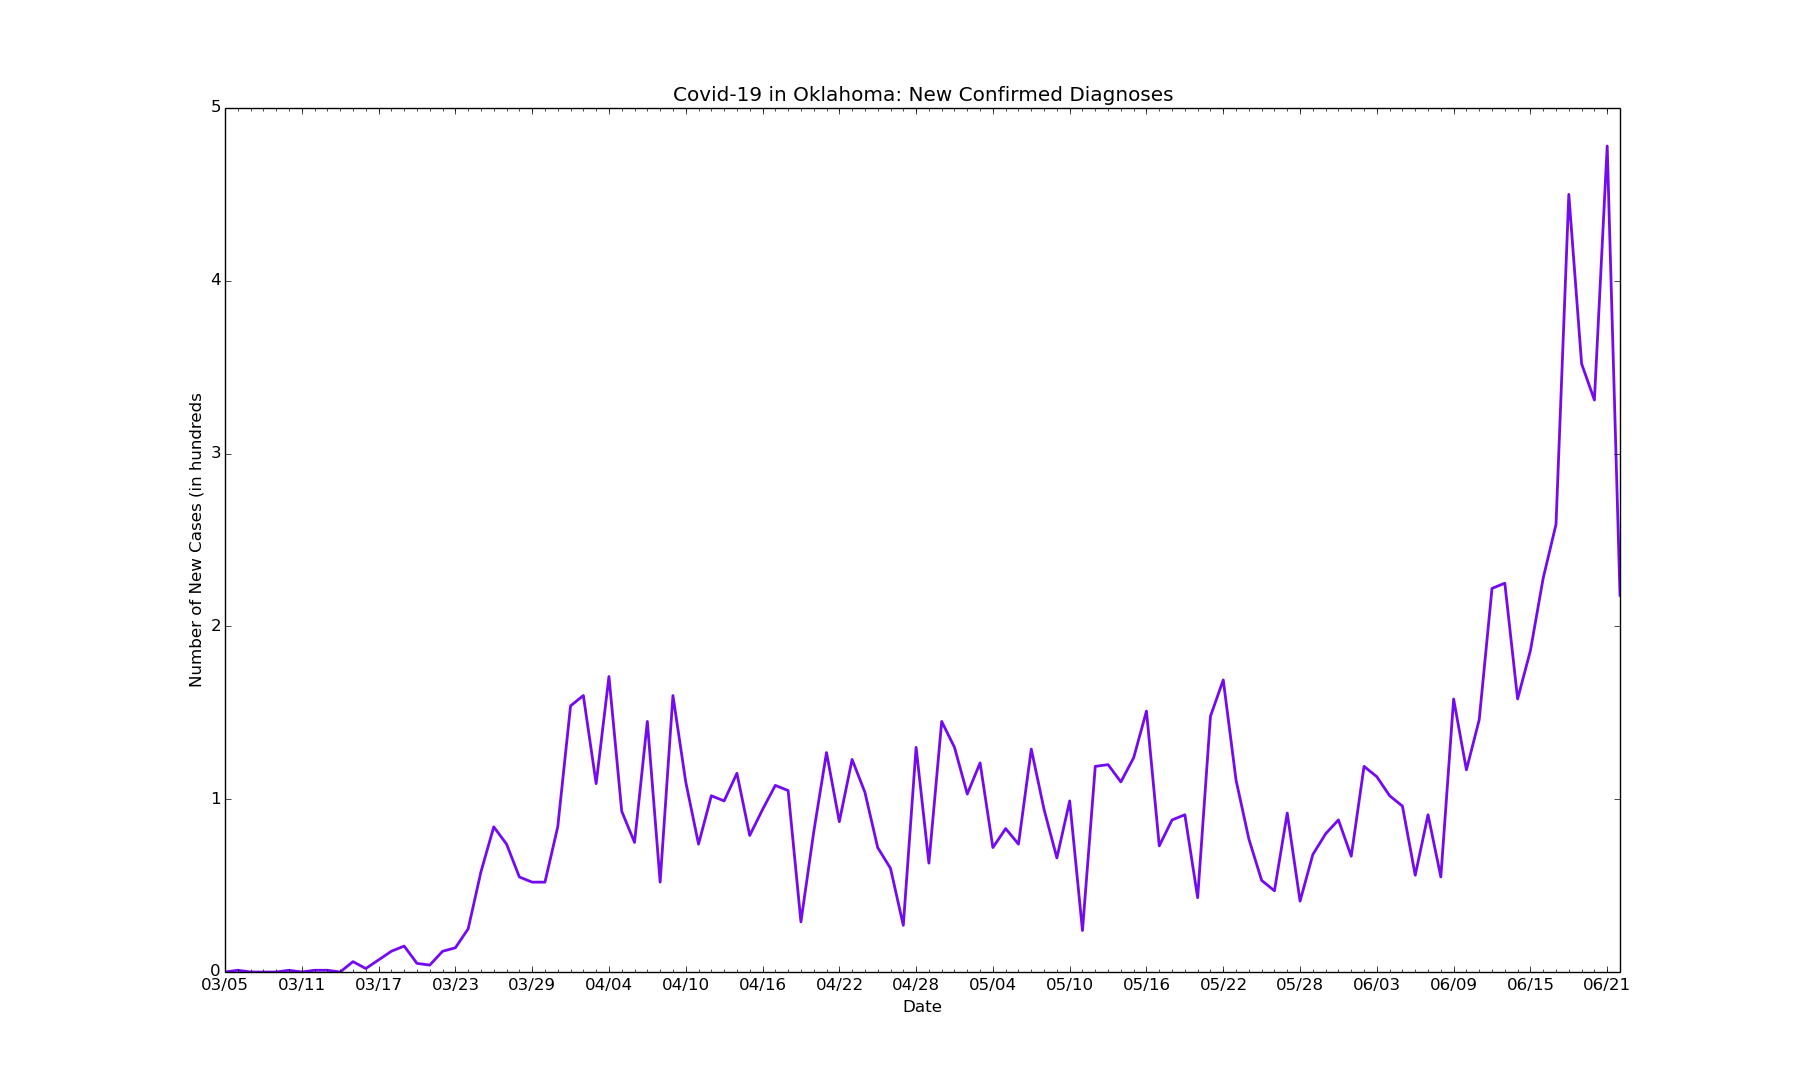 Covid-19 in Oklahoma: New Confirmed Diagnoses
Number of New Cases (in hundreds
5
4
3
2
1
0
03/05 03/11 03/17 03/23 03/29 04/04 04/10 04/16 04/22 04/28 05/04 05/10 05/16 05/22 05/28 06/03 06/09 06/15 06/21
Date